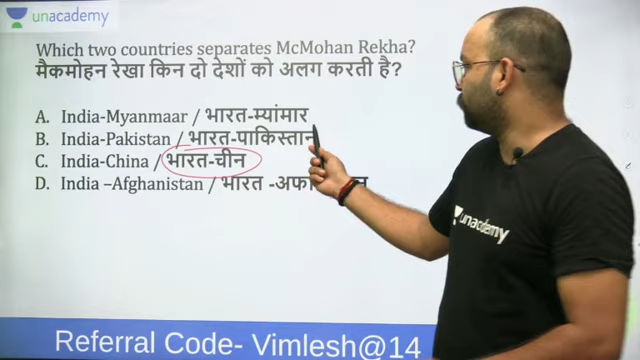 unacademy
Which two countries separates McMohan Rekha?
मैकमोहन रेखा किन दो देशों को अलग करती है?
A. India-Myanmaar / भारत-म्यांमार
B. India-Pakistan / भारत-पाकिस्तान
C. India-China / भारत-चीन
D. India –Afghanistan / भारत
unacademy
Referral Code- Vimlesh@14